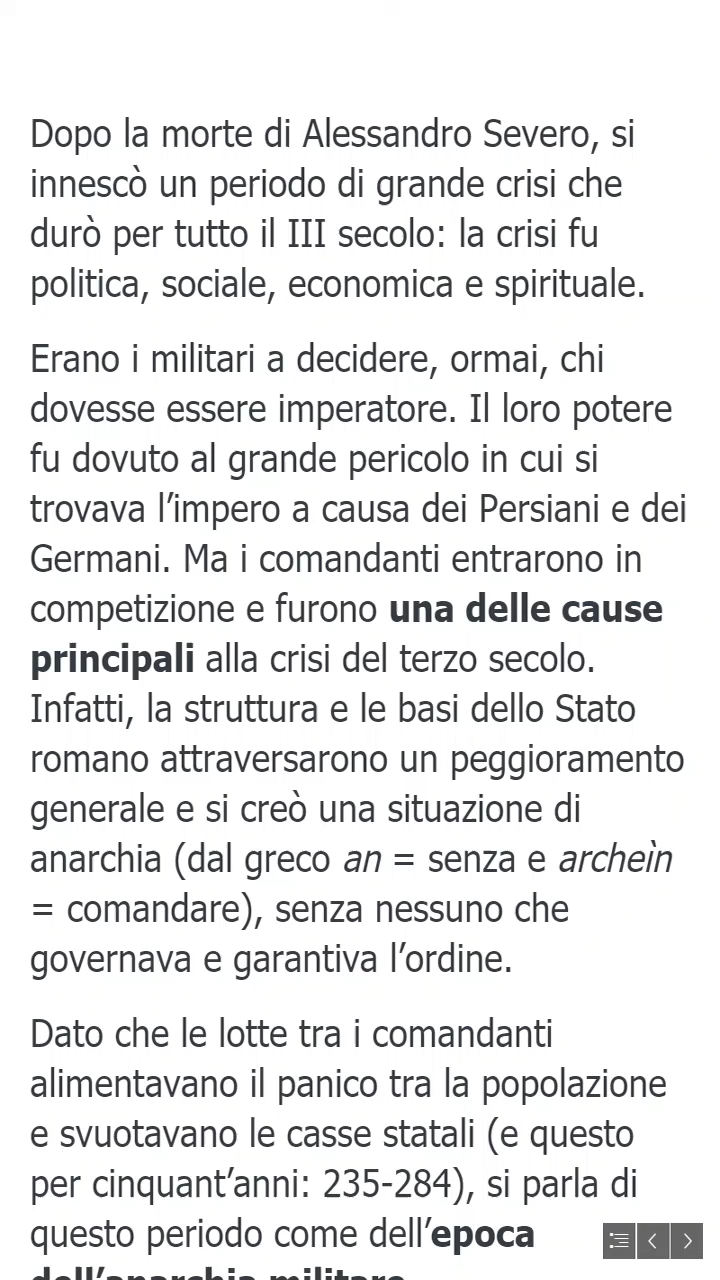 Dopo la morte di Alessandro Severo, si
innescò un periodo di grande crisi che
durò per tutto il III secolo: la crisi fu
politica, sociale, economica e spirituale.
Erano i militari a decidere, ormai, chi
dovesse essere imperatore. Il loro potere
fu dovuto al grande pericolo in cui si
trovava l’impero a causa dei Persiani e dei
Germani. Ma i comandanti entrarono in
competizione e furono una delle cause
principali alla crisi del terzo secolo.
Infatti, la struttura e le basi dello Stato
romano attraversarono un peggioramento
generale e si creò una situazione di
anarchia (dal greco an = senza e archeìn
= comandare), senza nessuno che
governava e garantiva l’ordine.
Dato che le lotte tra i comandanti
alimentavano il panico tra la popolazione
e svuotavano le casse statali (e questo
per cinquant’anni: 235-284), si parla di
questo periodo come dell’epoca
dell’anarchia militare